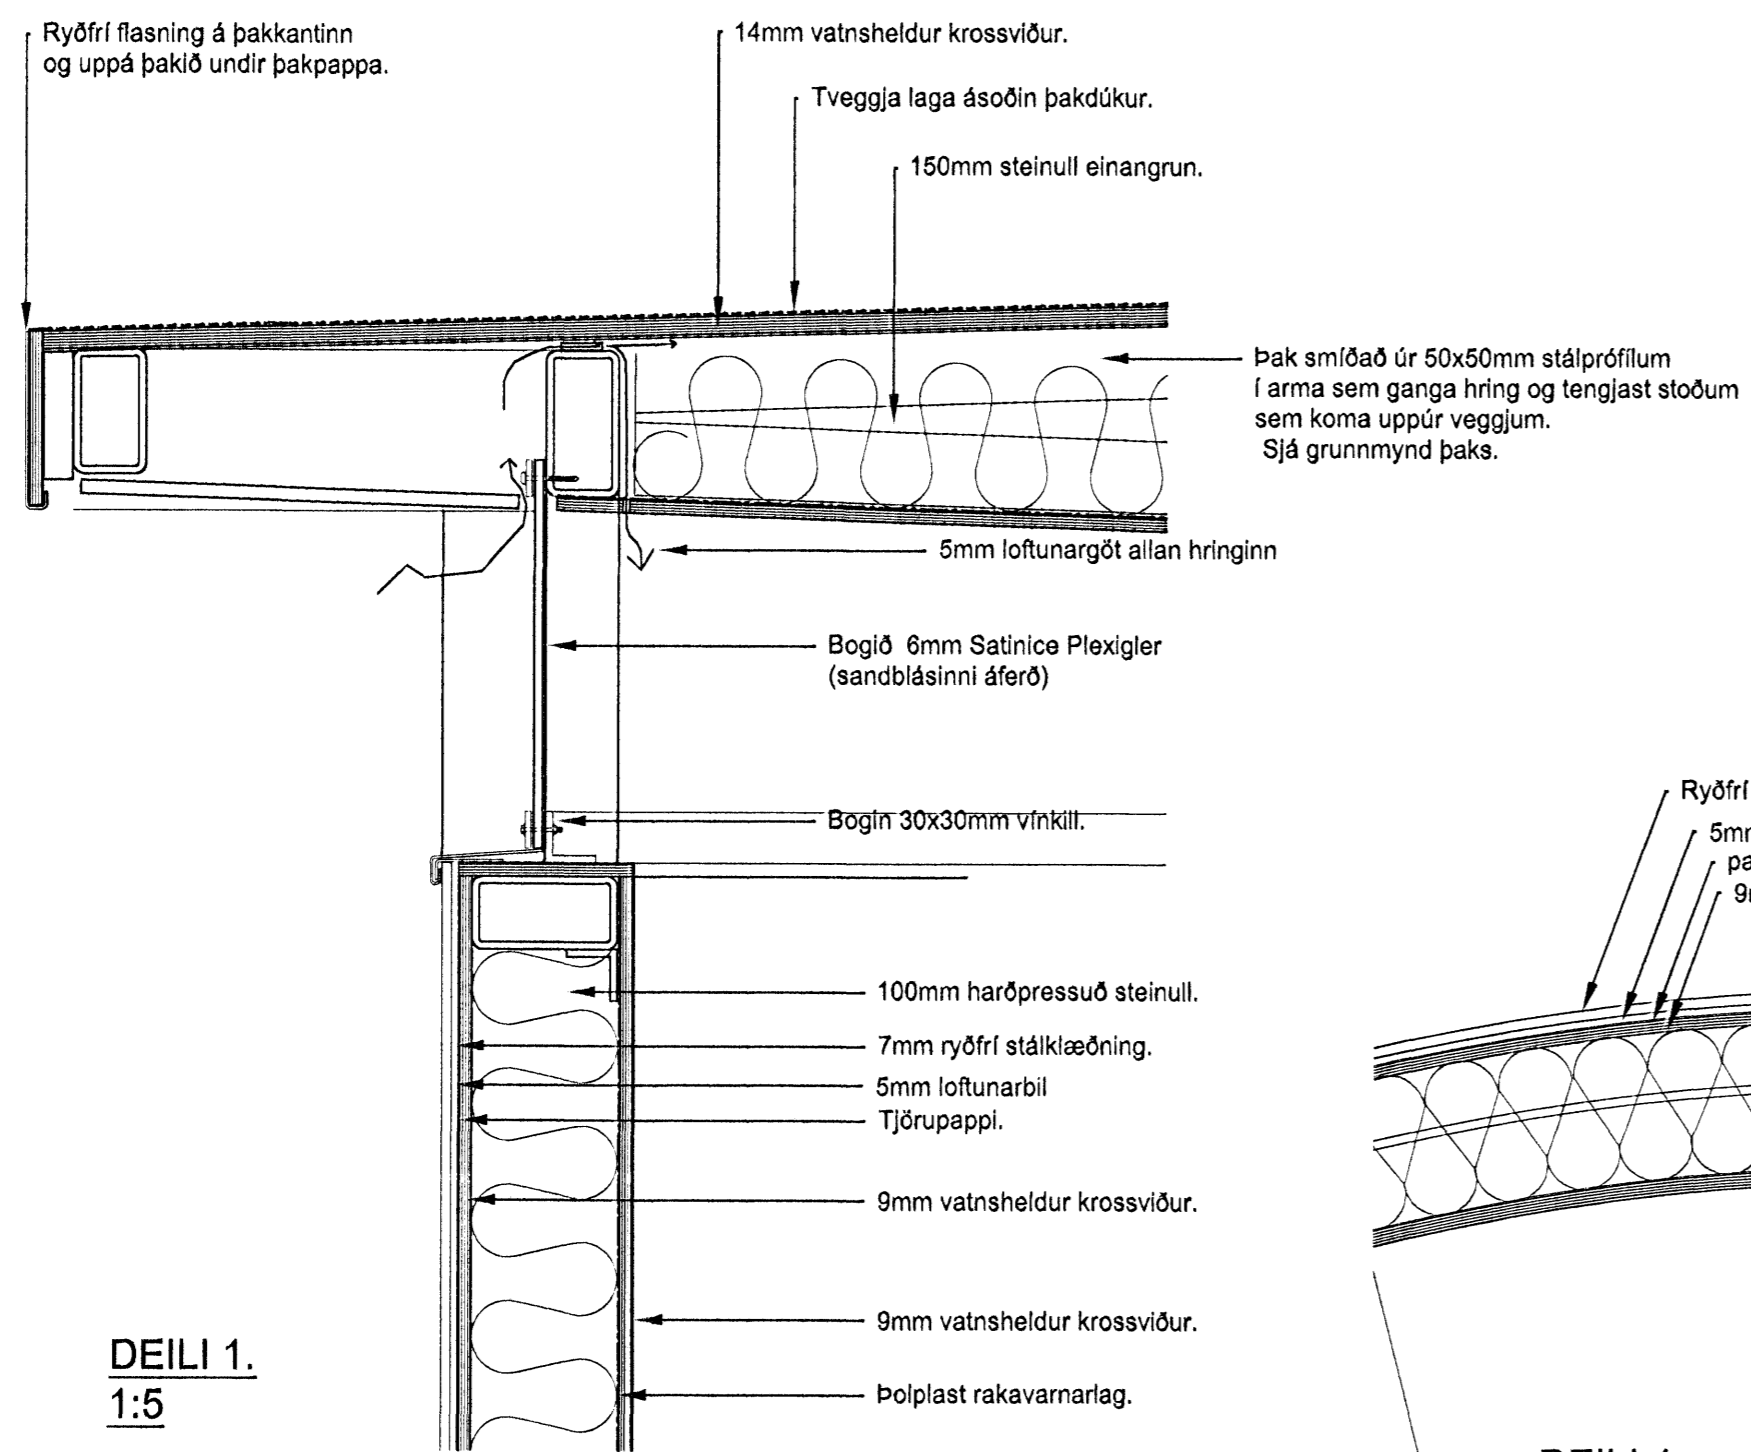 Ryðfrí flasning á þakkantinn
og uppá þakið undir þakpappa.
14mm vatnsheldur krossviður.
Tveggja laga ásoðin þakdúkur.
150mm steinull einangrun.
Þak smíðað úr 50x50mm stálprófílum
í arma sem ganga hring og tengjast stoðum
sem koma uppúr veggjum.
Sjá grunnmynd þaks.
5mm loftunargöt allan hringinn
Bogið 6mm Satinice Plexigler
(sandblásinni áferð)
Bogin 30x30mm vínkill.
100mm harðpressuð steinull.
7mm ryðfrí stálklæðning.
5mm loftunarbil
Tjörupappi.
9mm vatnsheldur krossviður.
9mm vatnsheldur krossviður.
Þolplast rakavarnarlag.
DEILI 1.
1:5
Ryðfrí